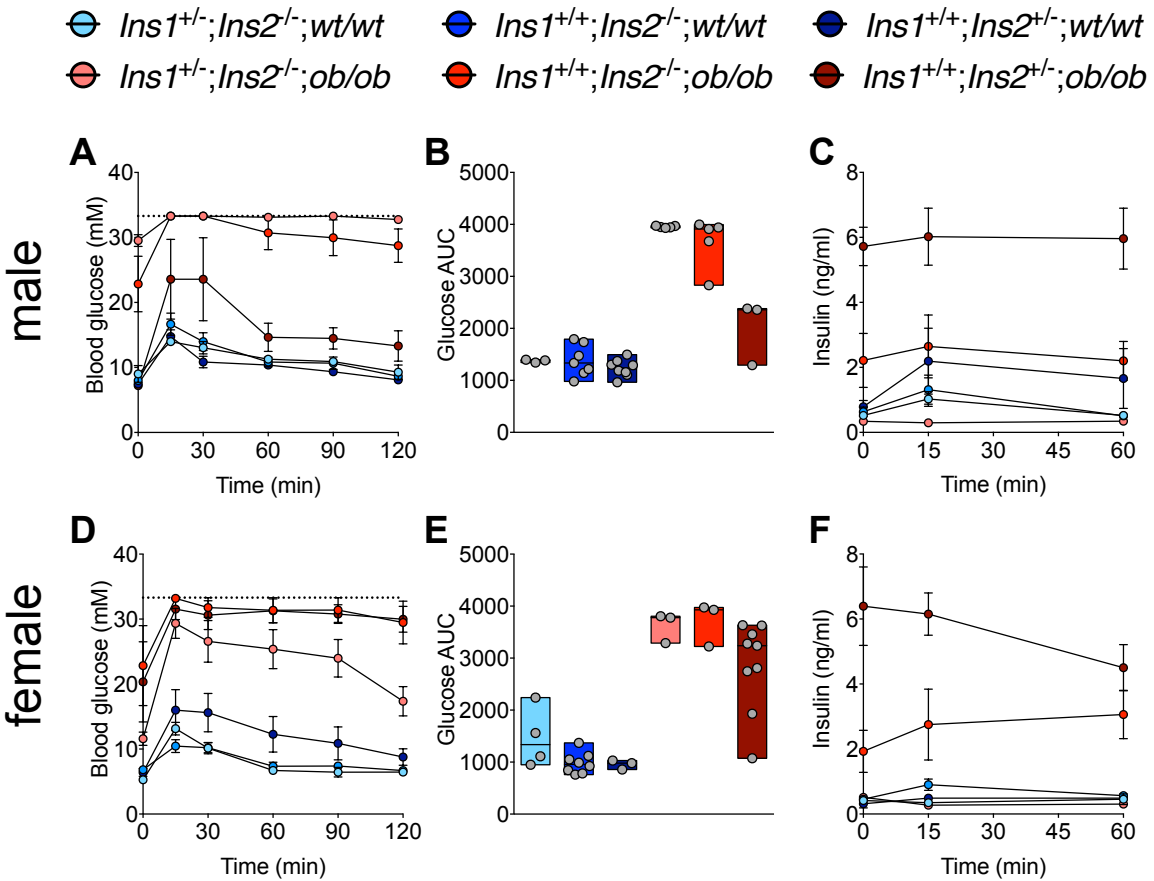 Ins1+/-;Ins2-/-;wt/wt Ins1+/+;Ins2-/-;wt/wt Ins1+/+;Ins2+/-;wt/wt
Ins1+/-;Ins2-/-;ob/ob Ins1+/+;Ins2-/-;ob/ob Ins1+/+;Ins2+/-;ob/ob
male
A
Blood glucose (mM)
40
30
20
10
0
0 30 60 90 120
Time (min)
B
Glucose AUC
5000
4000
3000
2000
1000
0
C
Insulin (ng/ml)
8
6
4
2
0
0 15 30 45 60
Time (min)
female
D
Blood glucose (mM)
40
30
20
10
0
0 30 60 90 120
Time (min)
E
Glucose AUC
5000
4000
3000
2000
1000
0
F
Insulin (ng/ml)
8
6
4
2
0
0 15 30 45 60
Time (min)